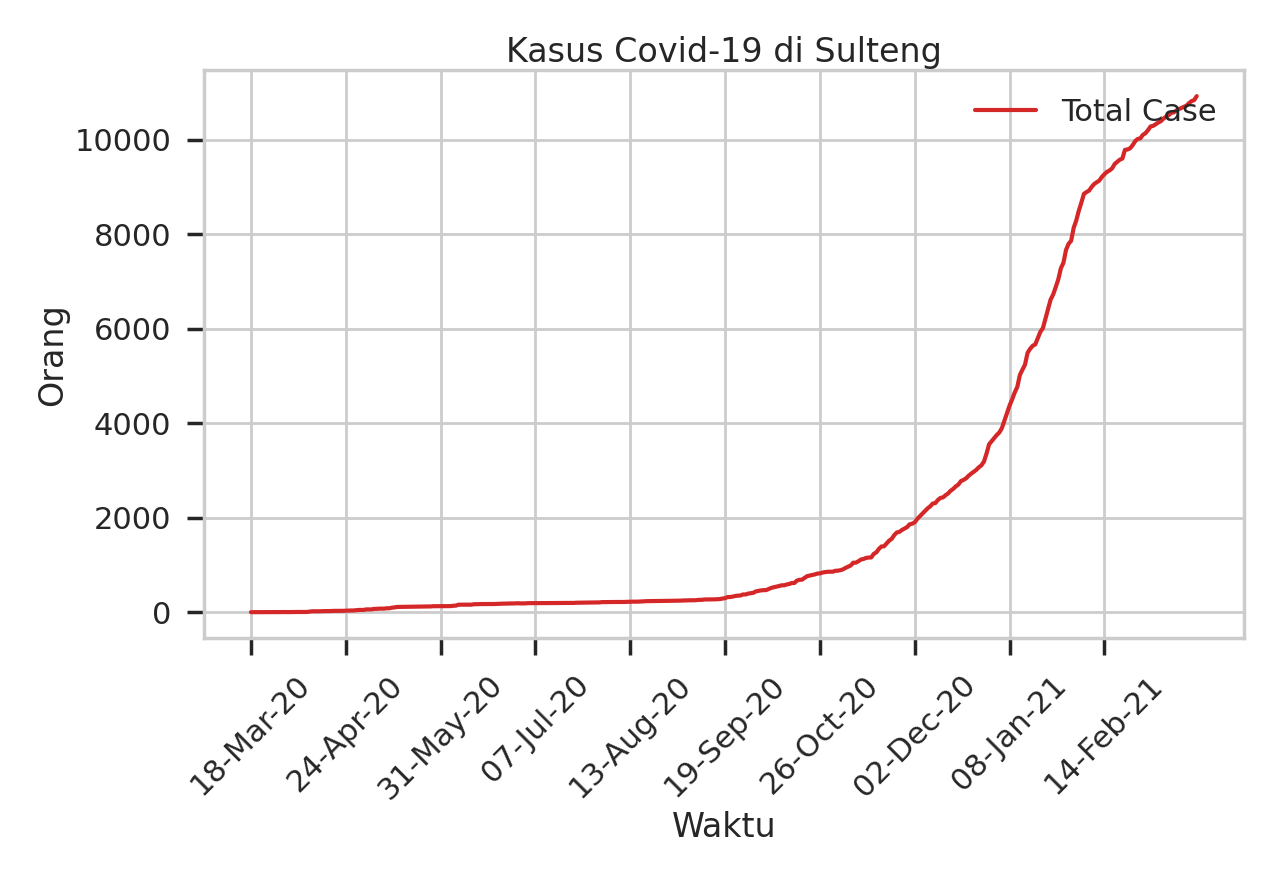 Kasus Covid-19 di Sulteng
Total Case
Orang
10000
8000
6000
4000
2000
0
18-Mar-20
24-Apr-20
31-May-20
07-Jul-20
13-Aug-20
19-Sep-20
26-Oct-20
02-Dec-20
08-Jan-21
14-Feb-21
Waktu